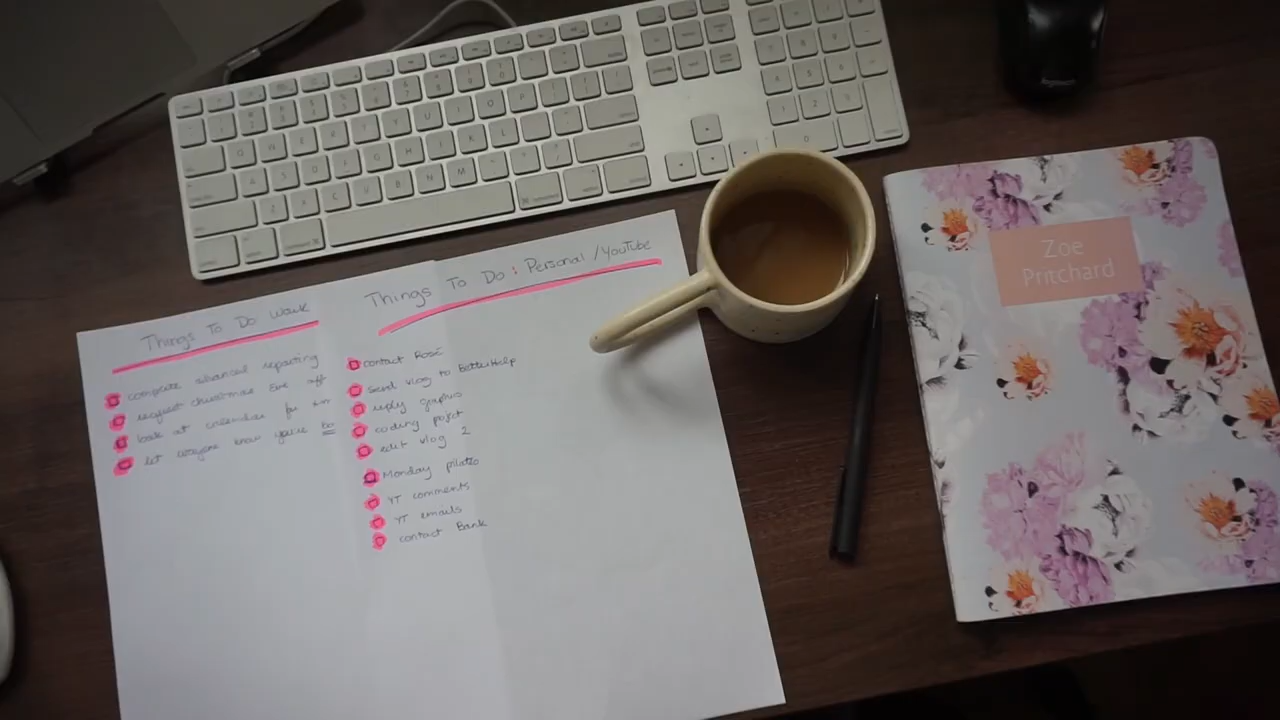 Things To Do Work
complete advanced reporting
request christmas Eve off
look at calendar for
let everyone know you're
Things To Do : Personal / YouTube
contact Rosé
Send vlog to BetterHelp
reply graphics
coding project
edit vlog 2
Monday pilates
YT comments
YT emails
contact Bank
Zoe
Pritchard